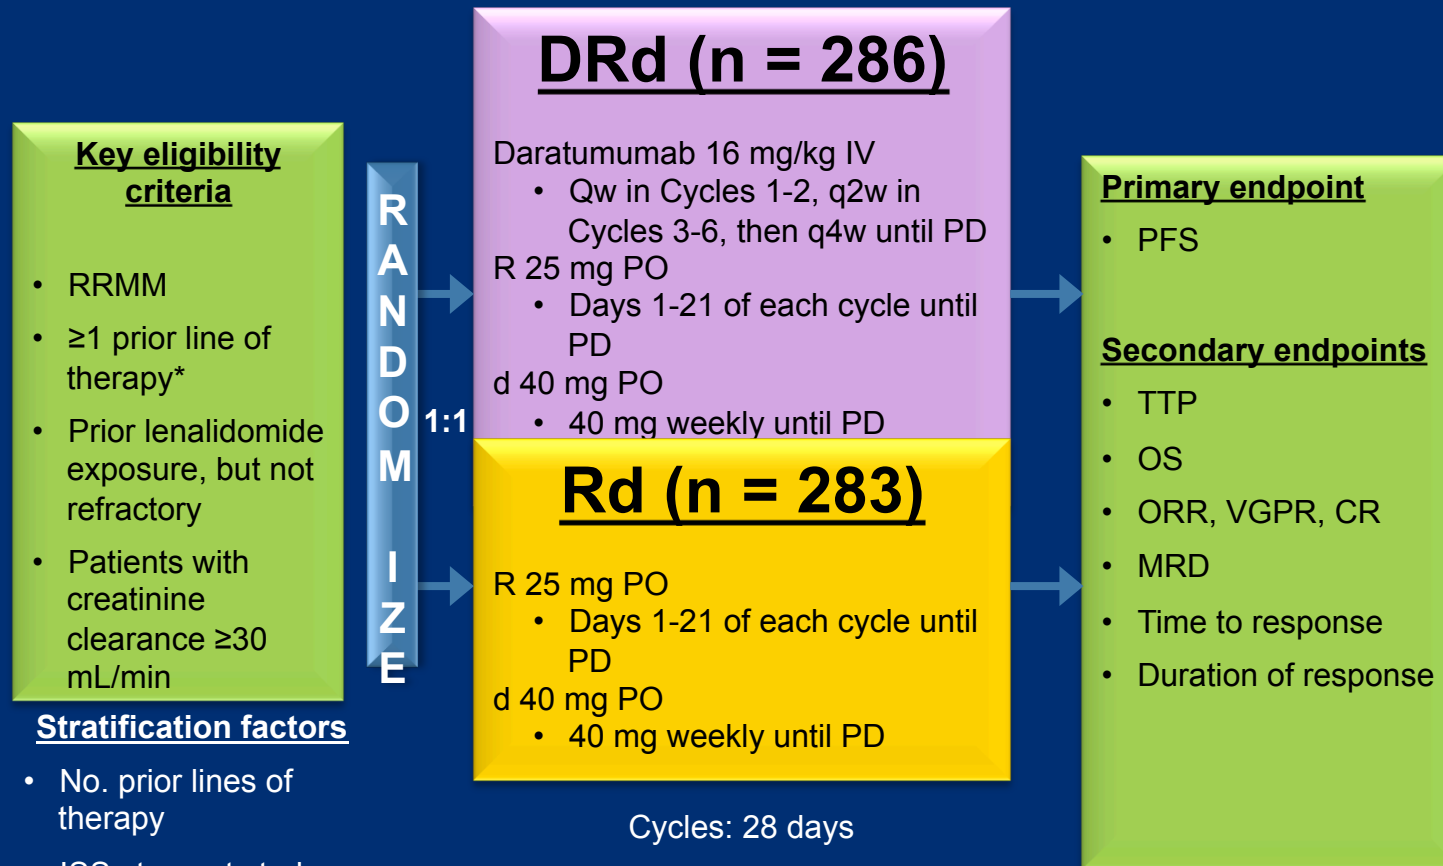 Key eligibility
criteria
• RRMM
• ≥1 prior line of
therapy*
• Prior lenalidomide
exposure, but not
refractory
• Patients with
creatinine
clearance ≥30
mL/min
Stratification factors
• No. prior lines of
therapy
R
A
N
D
O
M
I
Z
E
1:1
DRd (n = 286)
Daratumumab 16 mg/kg IV
• Qw in Cycles 1-2, q2w in
Cycles 3-6, then q4w until PD
R 25 mg PO
• Days 1-21 of each cycle until
PD
d 40 mg PO
• 40 mg weekly until PD
Rd (n = 283)
R 25 mg PO
• Days 1-21 of each cycle until
PD
d 40 mg PO
• 40 mg weekly until PD
Cycles: 28 days
Primary endpoint
• PFS
Secondary endpoints
• TTP
• OS
• ORR, VGPR, CR
• MRD
• Time to response
• Duration of response